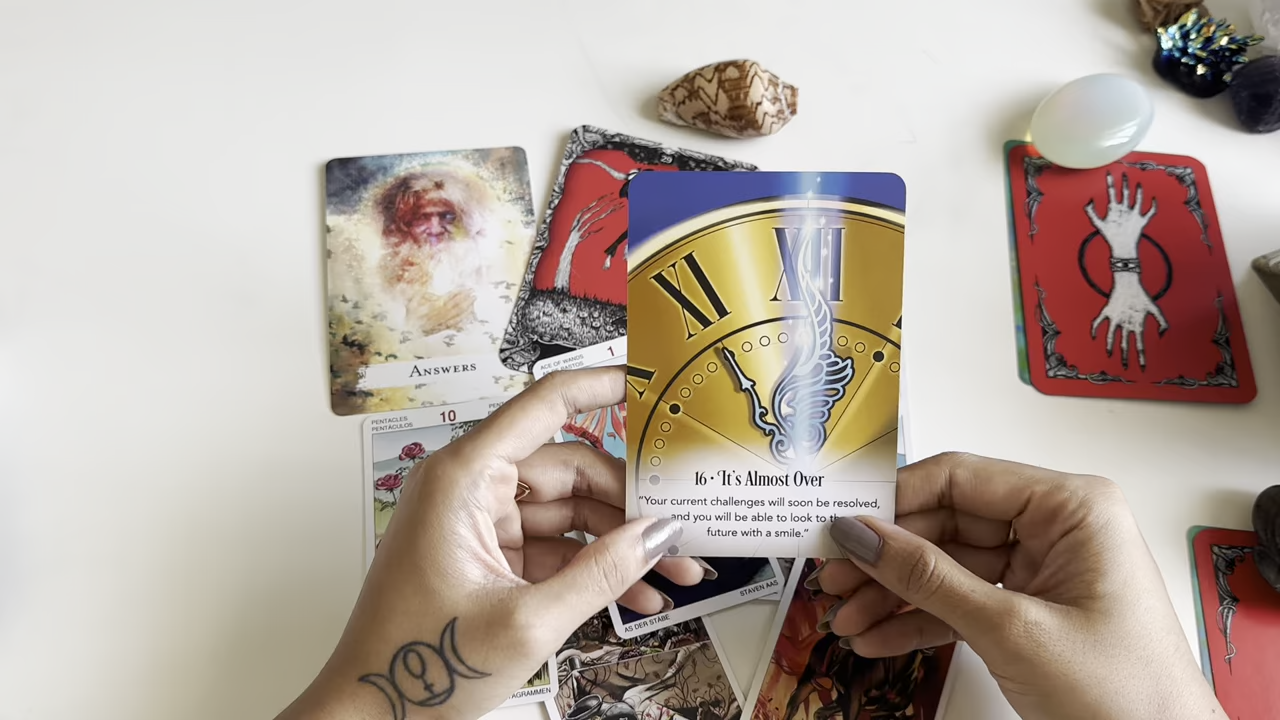 ANSWERS
ACE OF WANDS
1
PENTACLES
PENTÁCULOS
10
X
XI
XII
16 • It's Almost Over
"Your current challenges will soon be resolved,
and you will be able to look to
future with a smile."
STAVEN AAS
AS DER STÄBE